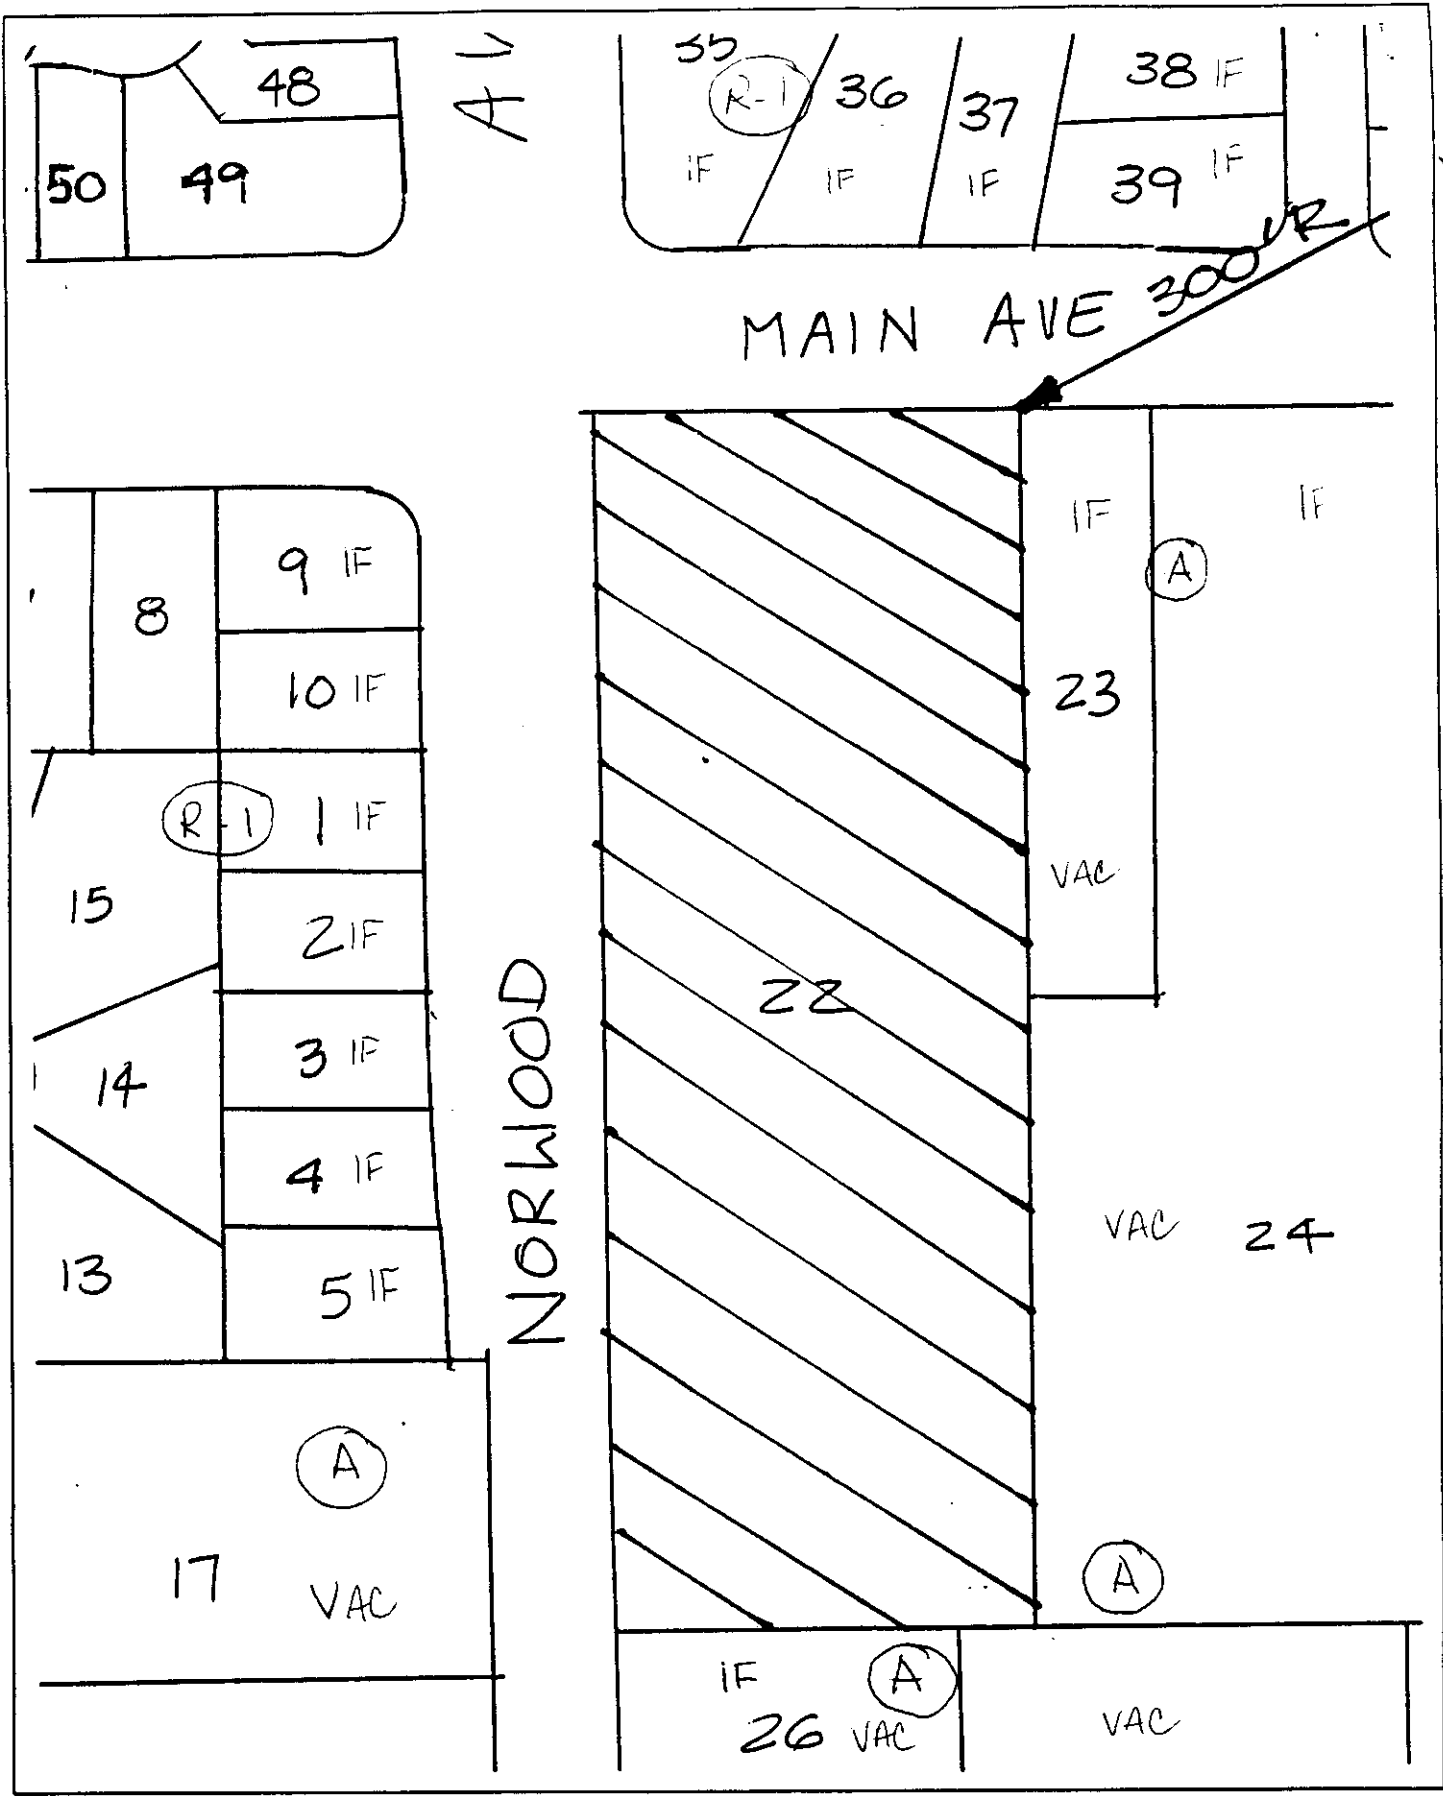 48
50
49
AV
35
R-1
IF
36
IF
37
IF
38 IF
39 IF
300' VR
MAIN AVE
8
9 IF
10 IF
R-1
1 IF
2 IF
3 IF
4 IF
5 IF
15
14
13
NORWOOD
22
IF
23
VAC
A
IF
VAC 24
A
A
17 VAC
IF
A
26 VAC
VAC